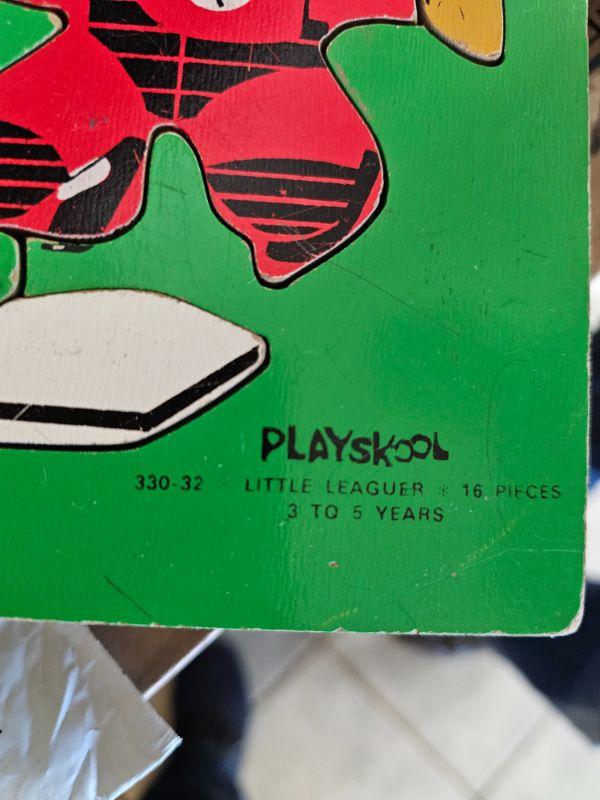 PLAYSKOOL
330-32 * LITTLE LEAGUER * 16 PIECES
3 TO 5 YEARS